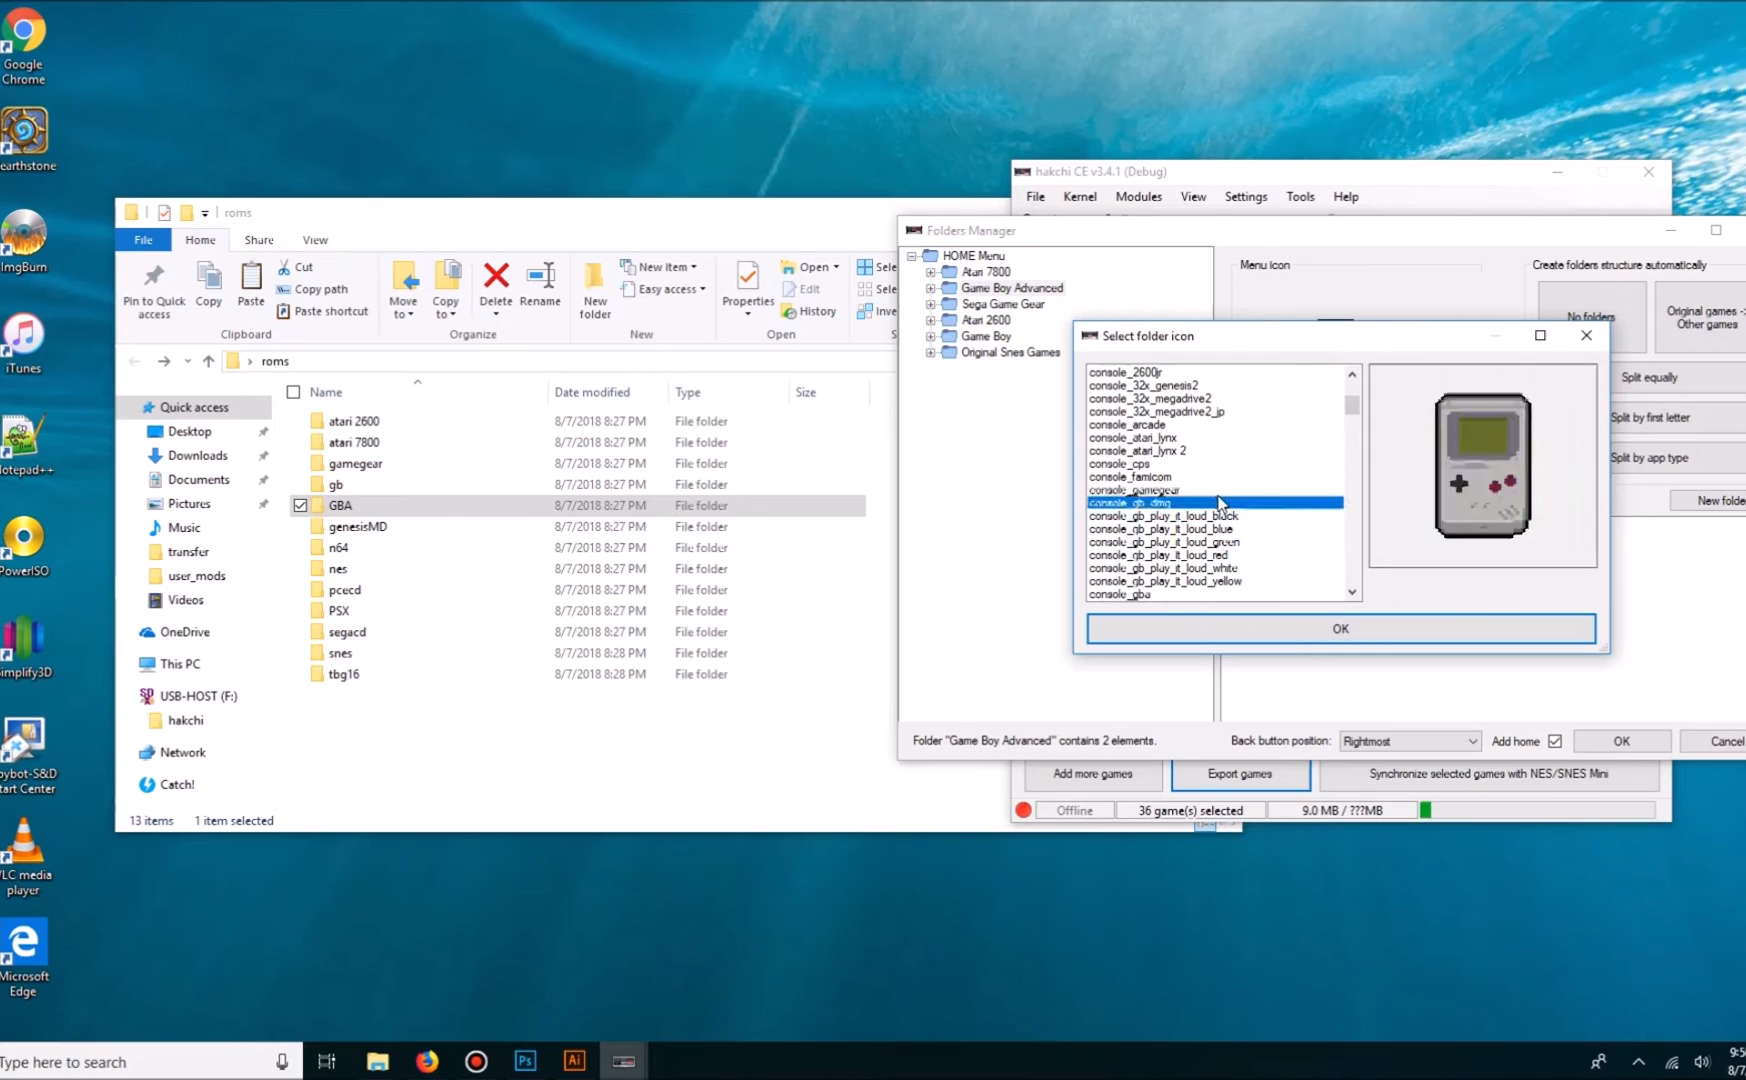 Google
Chrome
earthstone
ImgBurn
iTunes
lotepad++
PowerISO
Simplify3D
pybot-S&D
tart Center
VLC media
player
Microsoft
Edge
roms
File
Home
Share
View
Pin to Quick
access
Copy
Paste
Cut
Copy path
Paste shortcut
Clipboard
Move
to
Copy
to
Delete
Rename
Organize
New
folder
New item
Easy access
New
Properties
Open
Edit
History
Open
Sele
Sele
Inve
S
roms
Name
Date modified
Type
Size
Quick access
Desktop
Downloads
Documents
Pictures
Music
transfer
user_mods
Videos
OneDrive
This PC
USB-HOST (F:)
hakchi
Network
Catch!
atari 2600 8/7/2018 8:27 PM File folder
atari 7800 8/7/2018 8:27 PM File folder
gamegear 8/7/2018 8:27 PM File folder
gb 8/7/2018 8:27 PM File folder
GBA 8/7/2018 8:27 PM File folder
genesisMD 8/7/2018 8:27 PM File folder
n64 8/7/2018 8:27 PM File folder
nes 8/7/2018 8:27 PM File folder
pcecd 8/7/2018 8:27 PM File folder
PSX 8/7/2018 8:27 PM File folder
segacd 8/7/2018 8:27 PM File folder
snes 8/7/2018 8:28 PM File folder
tbg16 8/7/2018 8:28 PM File folder
13 items 1 item selected
hakchi CE v3.4.1 (Debug)
File Kernel Modules View Settings Tools Help
Folders Manager
HOME Menu
Atari 7800
Game Boy Advanced
Sega Game Gear
Atari 2600
Game Boy
Original Snes Games
Menu Icon
Create folders structure automatically
No folders
Original games ->
Other games
Split equally
Split by first letter
Split by app type
New folde
Select folder icon
console_2600jr
console_32x_genesis2
console_32x_megadrive2
console_32x_megadrive2_jp
console_arcade
console_atari_lynx
console_atari_lynx 2
console_cps
console_famicom
console_gamegear
console_gb_dmg
console_gb_play_it_loud_black
console_gb_play_it_loud_blue
console_gb_play_it_loud_green
console_gb_play_it_loud_red
console_gb_play_it_loud_white
console_gb_play_it_loud_yellow
console_gba
OK
Folder "Game Boy Advanced" contains 2 elements.
Back button position: Rightmost
Add home
OK
Cancel
Add more games
Export games
Synchronize selected games with NES/SNES Mini
Offline
36 game(s) selected
9.0 MB / ???MB
Type here to search
Ps
Ai
9:5
8/7